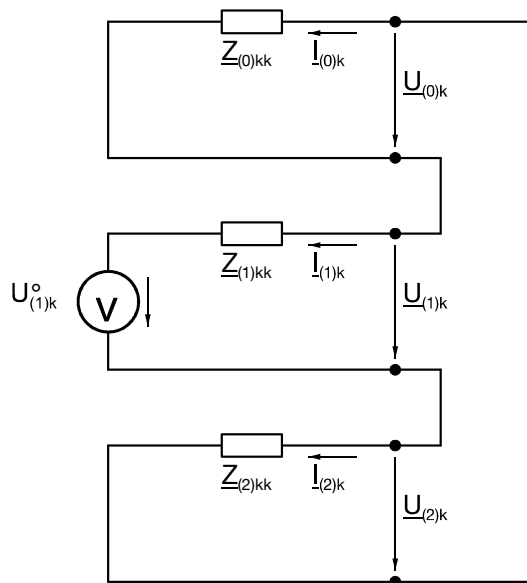 Z(0)kk
I(0)k
U(0)k
Z(1)kk
I(1)k
U°(1)k
V
U(1)k
Z(2)kk
I(2)k
U(2)k